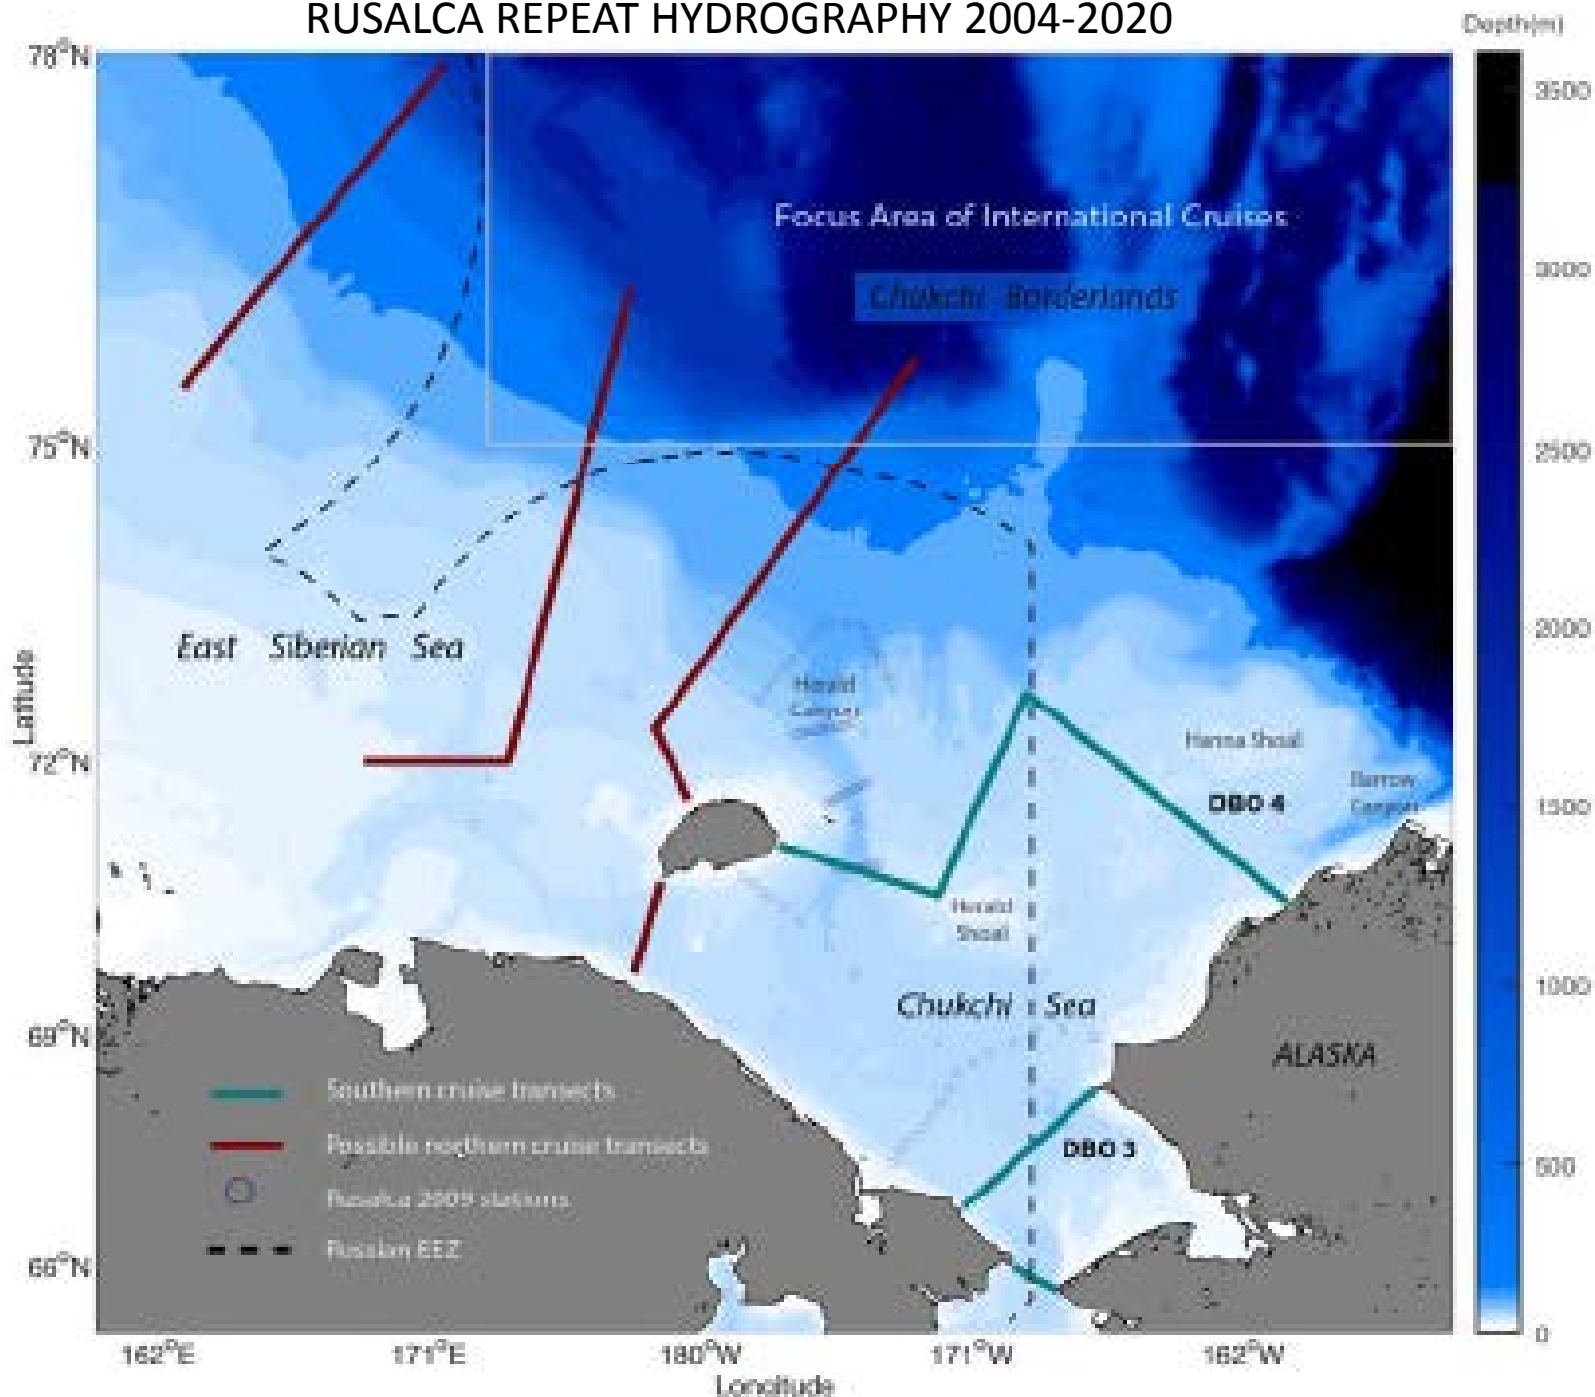 RUSALCA REPEAT HYDROGRAPHY 2004-2020
Depth(m)
78°N
75°N
72°N
69°N
66°N
Latitude
162°E
171°E
180°W
171°W
162°W
Longitude
3500
3000
2500
2000
1500
1000
500
0
Focus Area of International Cruises
Chukchi Borderlands
East Siberian Sea
Herald
Canyon
Hanna Shoal
DBO 4
Barrow
Canyon
Herald
Shoal
Chukchi Sea
ALASKA
DBO 3
Southern cruise transects
Possible northern cruise transects
Rusalca 2009 stations
Russian EEZ